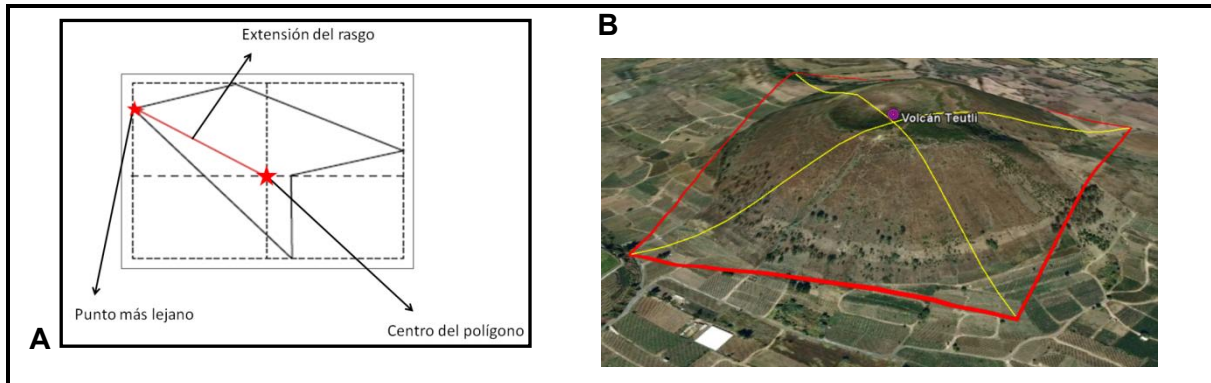 Extensión del rasgo
Punto más lejano
Centro del polígono
A
B
Volcán Teutli